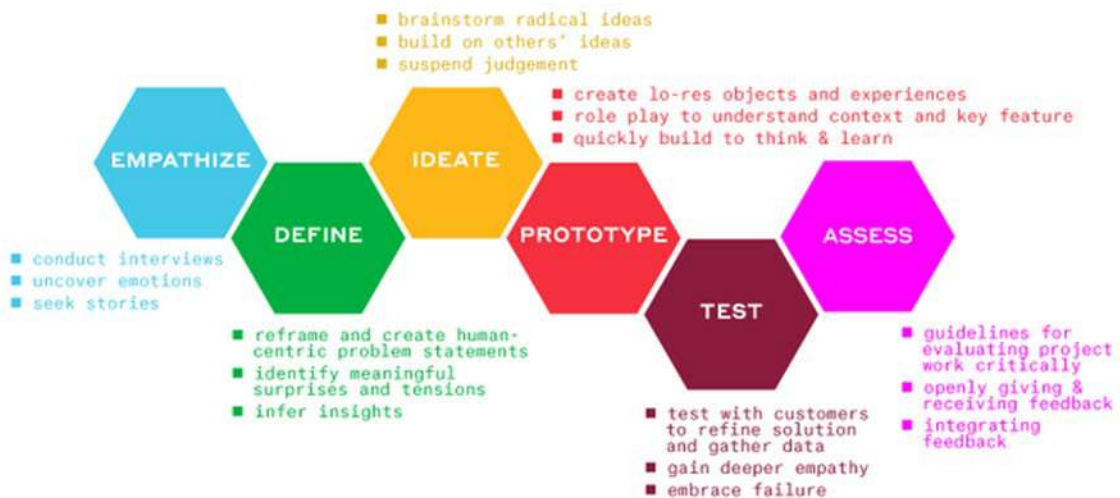 EMPATHIZE
■ conduct interviews
■ uncover emotions
■ seek stories
DEFINE
■ reframe and create human-
centric problem statements
■ identify meaningful
surprises and tensions
■ infer insights
IDEATE
■ brainstorm radical ideas
■ build on others' ideas
■ suspend judgement
PROTOTYPE
■ create lo-res objects and experiences
■ role play to understand context and key feature
■ quickly build to think & learn
TEST
■ test with customers
to refine solution
and gather data
■ gain deeper empathy
■ embrace failure
ASSESS
■ guidelines for
evaluating project
work critically
■ openly giving &
receiving feedback
■ integrating
feedback